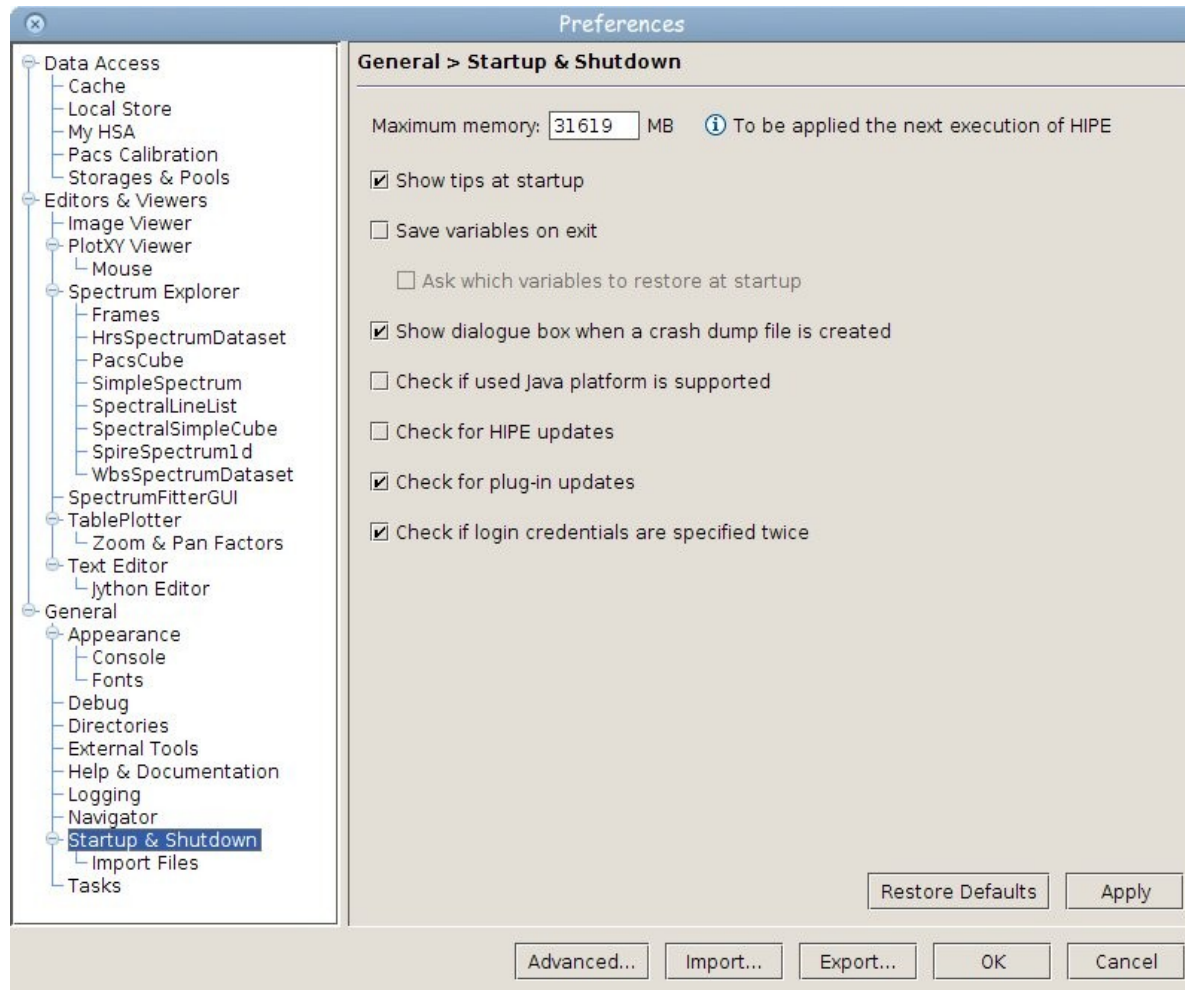 Preferences
Data Access
Cache
Local Store
My HSA
Pacs Calibration
Storages & Pools
Editors & Viewers
Image Viewer
PlotXY Viewer
Mouse
Spectrum Explorer
Frames
HrsSpectrumDataset
PacsCube
SimpleSpectrum
SpectralLineList
SpectralSimpleCube
SpireSpectrum1d
WbsSpectrumDataset
SpectrumFitterGUI
TablePlotter
Zoom & Pan Factors
Text Editor
Jython Editor
General
Appearance
Console
Fonts
Debug
Directories
External Tools
Help & Documentation
Logging
Navigator
Startup & Shutdown
Import Files
Tasks
General > Startup & Shutdown
Maximum memory: 31619 MB To be applied the next execution of HIPE
Show tips at startup
Save variables on exit
Ask which variables to restore at startup
Show dialogue box when a crash dump file is created
Check if used Java platform is supported
Check for HIPE updates
Check for plug-in updates
Check if login credentials are specified twice
Restore Defaults Apply
Advanced... Import... Export... OK Cancel